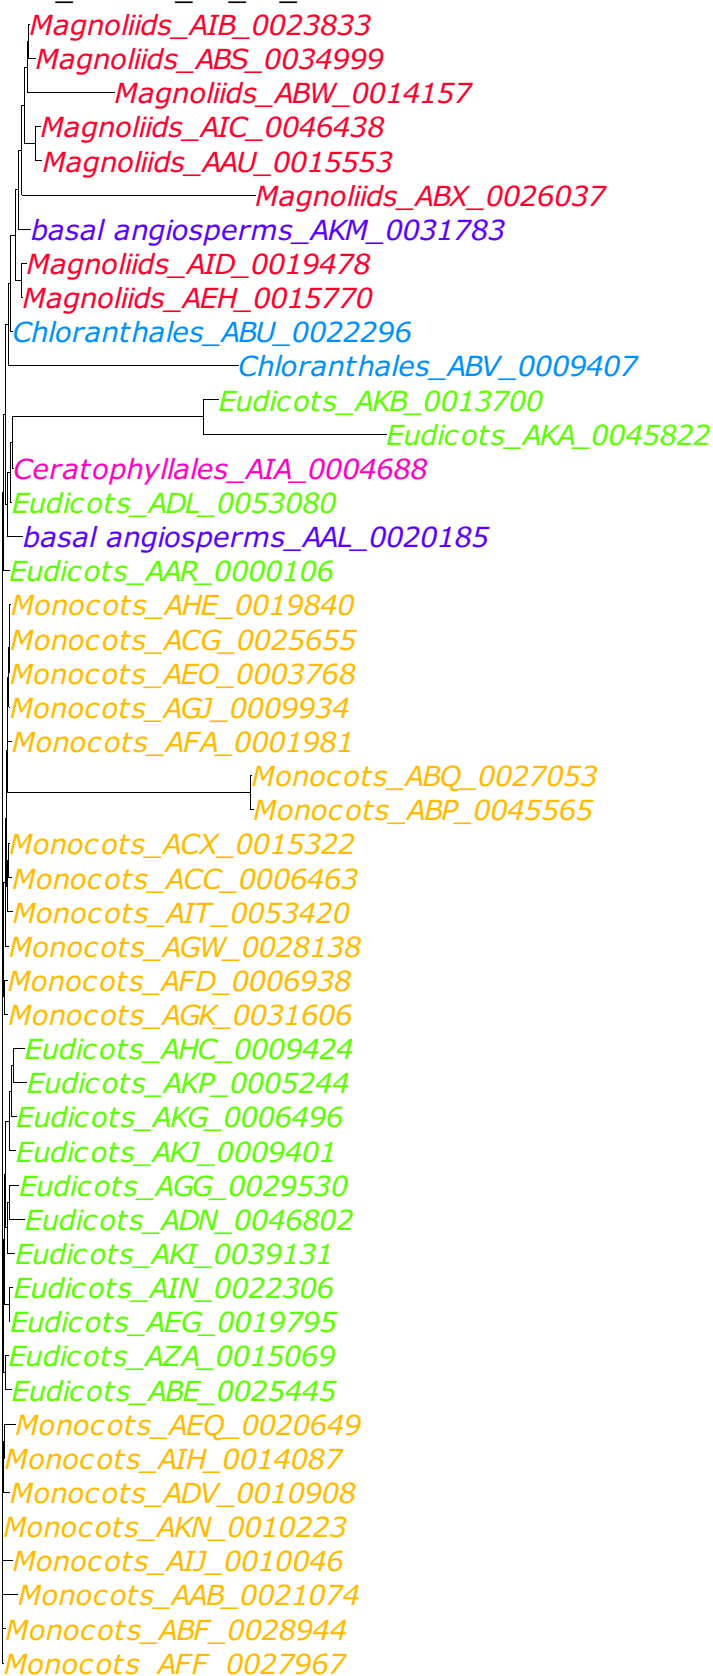 Magnoliids_AIB_0023833
Magnoliids_ABS_0034999
Magnoliids_ABW_0014157
Magnoliids_AIC_0046438
Magnoliids_AAU_0015553
Magnoliids_ABX_0026037
basal angiosperms_AKM_0031783
Magnoliids_AID_0019478
Magnoliids_AEH_0015770
Chloranthales_ABU_0022296
Chloranthales_ABV_0009407
Eudicots_AKB_0013700
Eudicots_AKA_0045822
Ceratophyllales_AIA_0004688
Eudicots_ADL_0053080
basal angiosperms_AAL_0020185
Eudicots_AAR_0000106
Monocots_AHE_0019840
Monocots_ACG_0025655
Monocots_AEO_0003768
Monocots_AGJ_0009934
Monocots_AFA_0001981
Monocots_ABQ_0027053
Monocots_ABP_0045565
Monocots_ACX_0015322
Monocots_ACC_0006463
Monocots_AIT_0053420
Monocots_AGW_0028138
Monocots_AFD_0006938
Monocots_AGK_0031606
Eudicots_AHC_0009424
Eudicots_AKP_0005244
Eudicots_AKG_0006496
Eudicots_AKJ_0009401
Eudicots_AGG_0029530
Eudicots_ADN_0046802
Eudicots_AKI_0039131
Eudicots_AIN_0022306
Eudicots_AEG_0019795
Eudicots_AZA_0015069
Eudicots_ABE_0025445
Monocots_AEQ_0020649
Monocots_AIH_0014087
Monocots_ADV_0010908
Monocots_AKN_0010223
Monocots_AIJ_0010046
Monocots_AAB_0021074
Monocots_ABF_0028944
Monocots_AFF_0027967